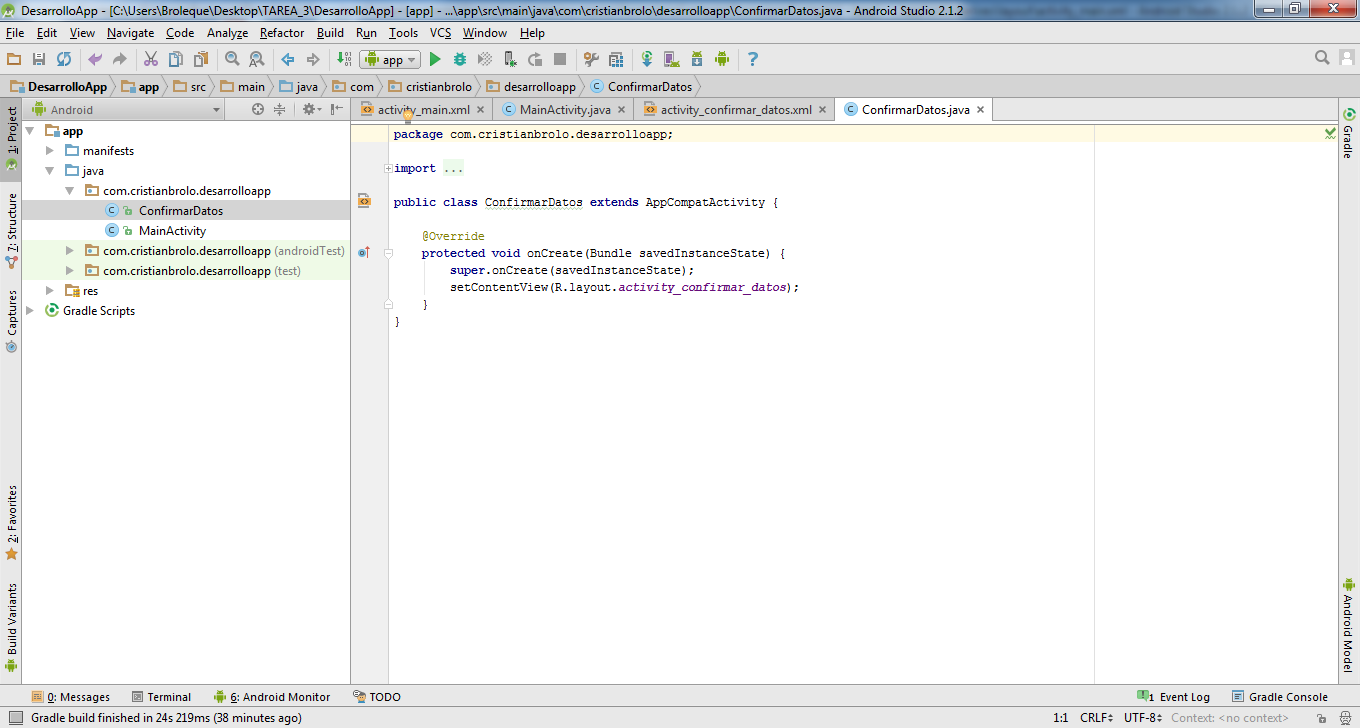 DesarrolloApp - [C:\Users\Broleque\Desktop\TAREA_3\DesarrolloApp] - [app] - ...\app\src\main\java\com\cristianbrolo\desarrolloapp\ConfirmarDatos.java - Android Studio 2.1.2
File Edit View Navigate Code Analyze Refactor Build Run Tools VCS Window Help
app
DesarrolloApp app src main java com cristianbrolo desarrolloapp ConfirmarDatos
Android
activity_main.xml MainActivity.java activity_confirmar_datos.xml ConfirmarDatos.java
1: Project
7: Structure
Captures
2: Favorites
Build Variants
app
manifests
java
com.cristianbrolo.desarrolloapp
ConfirmarDatos
MainActivity
com.cristianbrolo.desarrolloapp (androidTest)
com.cristianbrolo.desarrolloapp (test)
res
Gradle Scripts
package com.cristianbrolo.desarrolloapp;
import ...
public class ConfirmarDatos extends AppCompatActivity {
@Override
protected void onCreate(Bundle savedInstanceState) {
super.onCreate(savedInstanceState);
setContentView(R.layout.activity_confirmar_datos);
}
}
Gradle
Android Model
0: Messages Terminal 6: Android Monitor TODO 1 Event Log Gradle Console
Gradle build finished in 24s 219ms (38 minutes ago) 1:1 CRLF UTF-8 Context: <no context>